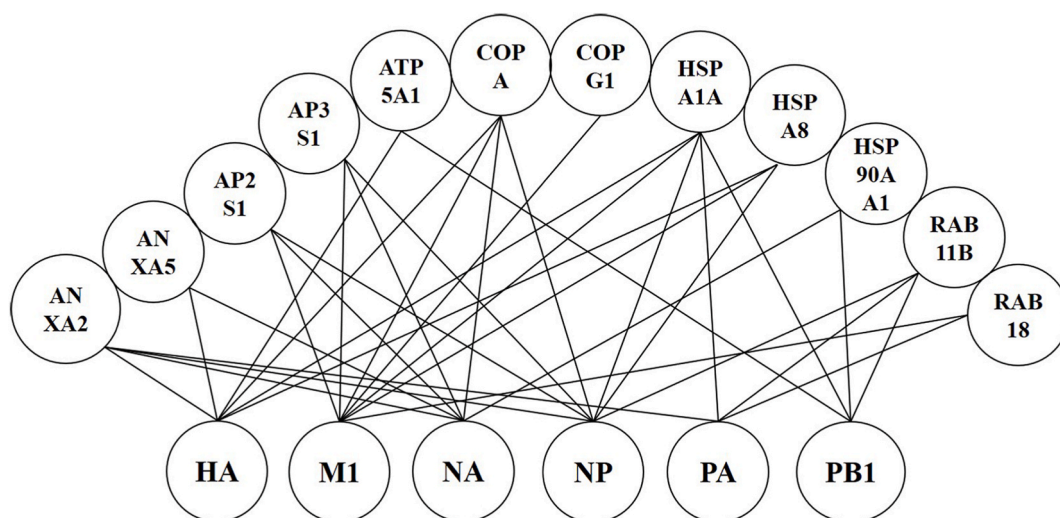 AN
XA2
AN
XA5
AP2
S1
AP3
S1
ATP
5A1
COP
A
COP
G1
HSP
A1A
HSP
A8
HSP
90A
A1
RAB
11B
RAB
18
HA
M1
NA
NP
PA
PB1